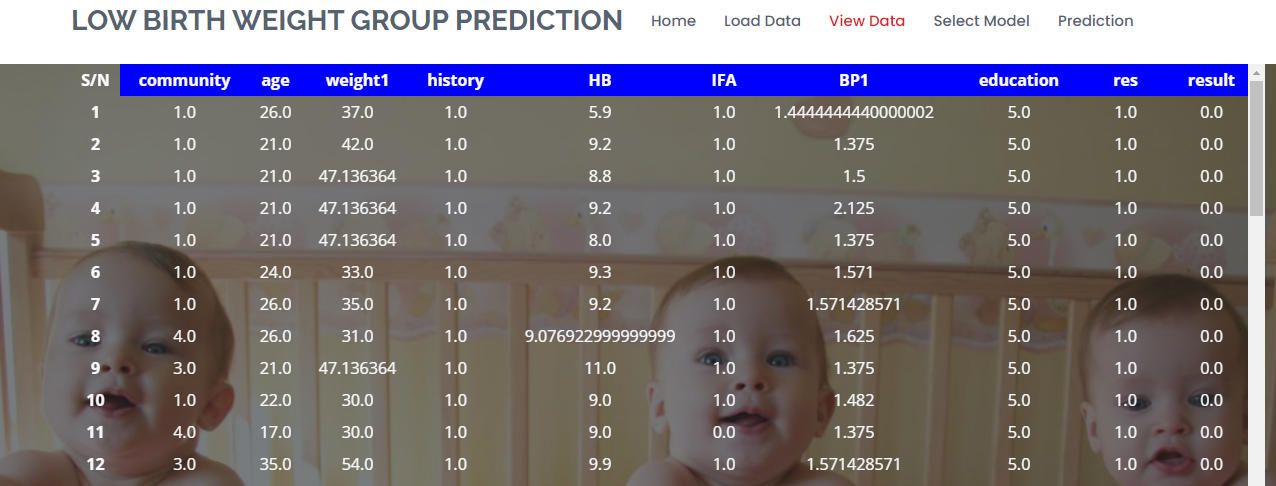 LOW BIRTH WEIGHT GROUP PREDICTION Home Load Data View Data Select Model Prediction
S/N community age weight1 history HB IFA BP1 education res result
1 1.0 26.0 37.0 1.0 5.9 1.0 1.4444444440000002 5.0 1.0 0.0
2 1.0 21.0 42.0 1.0 9.2 1.0 1.375 5.0 1.0 0.0
3 1.0 21.0 47.136364 1.0 8.8 1.0 1.5 5.0 1.0 0.0
4 1.0 21.0 47.136364 1.0 9.2 1.0 2.125 5.0 1.0 0.0
5 1.0 21.0 47.136364 1.0 8.0 1.0 1.375 5.0 1.0 0.0
6 1.0 24.0 33.0 1.0 9.3 1.0 1.571 5.0 1.0 0.0
7 1.0 26.0 35.0 1.0 9.2 1.0 1.571428571 5.0 1.0 0.0
8 4.0 26.0 31.0 1.0 9.076922999999999 1.0 1.625 5.0 1.0 0.0
9 3.0 21.0 47.136364 1.0 11.0 1.0 1.375 5.0 1.0 0.0
10 1.0 22.0 30.0 1.0 9.0 1.0 1.482 5.0 1.0 0.0
11 4.0 17.0 30.0 1.0 9.0 0.0 1.375 5.0 1.0 0.0
12 3.0 35.0 54.0 1.0 9.9 1.0 1.571428571 5.0 1.0 0.0